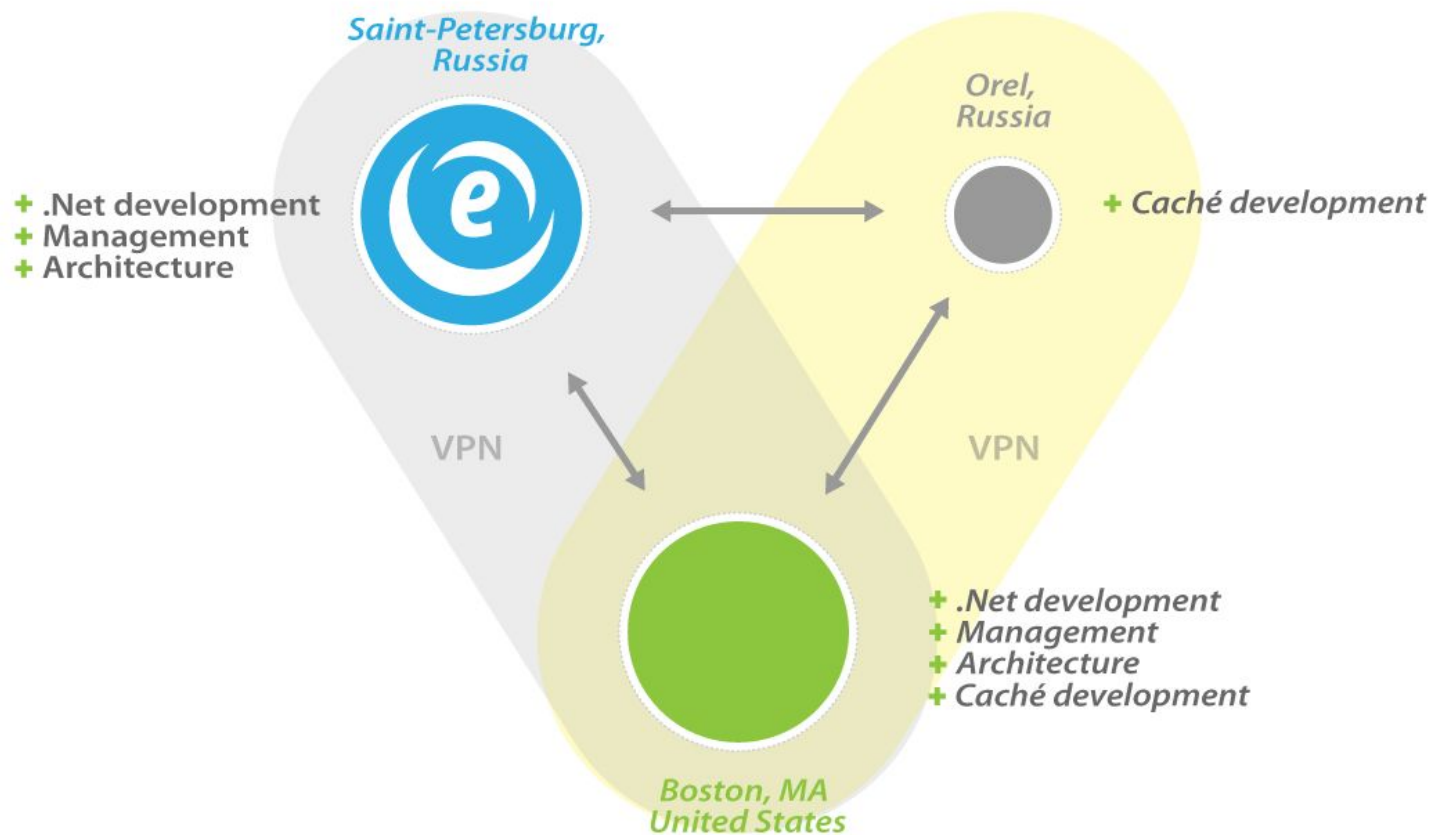 Saint-Petersburg,
Russia
Orel,
Russia
e
+ .Net development
+ Management
+ Architecture
+ Caché development
VPN
VPN
+ .Net development
+ Management
+ Architecture
+ Caché development
Boston, MA
United States